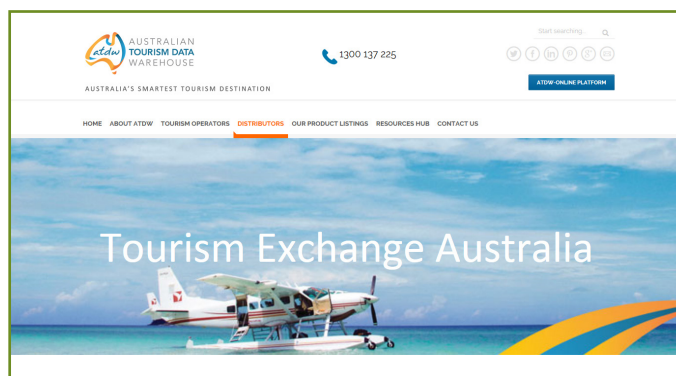 Start searching...
AUSTRALIAN
atdw TOURISM DATA
WAREHOUSE
1300 137 225
ATDW-ONLINE PLATFORM
AUSTRALIA'S SMARTEST TOURISM DESTINATION
HOME ABOUT ATDW TOURISM OPERATORS DISTRIBUTORS OUR PRODUCT LISTINGS RESOURCES HUB CONTACT US
Tourism Exchange Australia